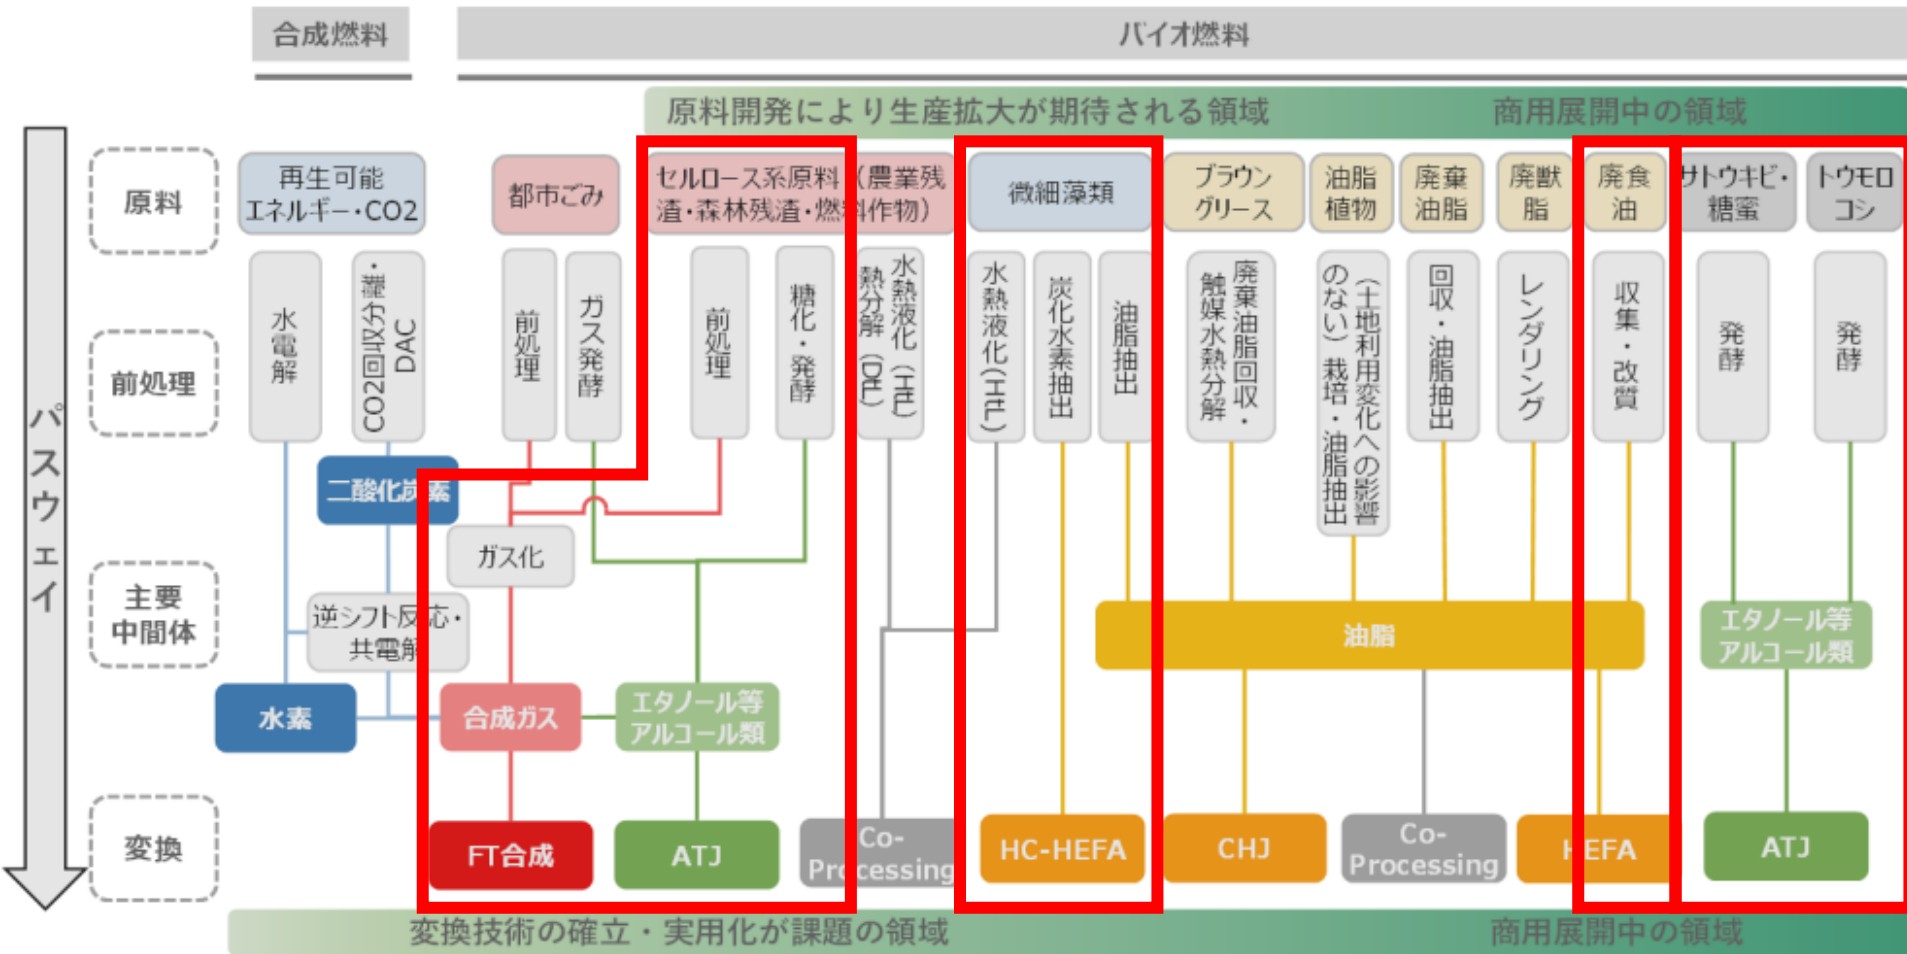 合成燃料
バイオ燃料
原料開発により生産拡大が期待される領域
商用展開中の領域
パスウェイ
原料
再生可能
エネルギー・CO2
都市ごみ
セルロース系原料（農業残
渣・森林残渣・燃料作物）
微細藻類
ブラウン
グリース
油脂
植物
廃棄
油脂
廃獣
脂
廃食
油
サトウキビ・
糖蜜
トウモロ
コシ
前処理
水電解
CO2回収分離・
DAC
前処理
ガス発酵
前処理
糖化・発酵
水熱液化（HtL）
熱分解（DtL）
水熱液化(HtL)
炭化水素抽出
油脂抽出
廃棄油脂回収・
触媒水熱分解
（土地利用変化への影響
のない）栽培・油脂抽出
回収・油脂抽出
レンダリング
収集・改質
発酵
発酵
二酸化炭素
ガス化
主要
中間体
逆シフト反応・
共電解
油脂
エタノール等
アルコール類
水素
合成ガス
エタノール等
アルコール類
変換
FT合成
ATJ
Co-
Processing
HC-HEFA
CHJ
Co-
Processing
HEFA
ATJ
変換技術の確立・実用化が課題の領域
商用展開中の領域